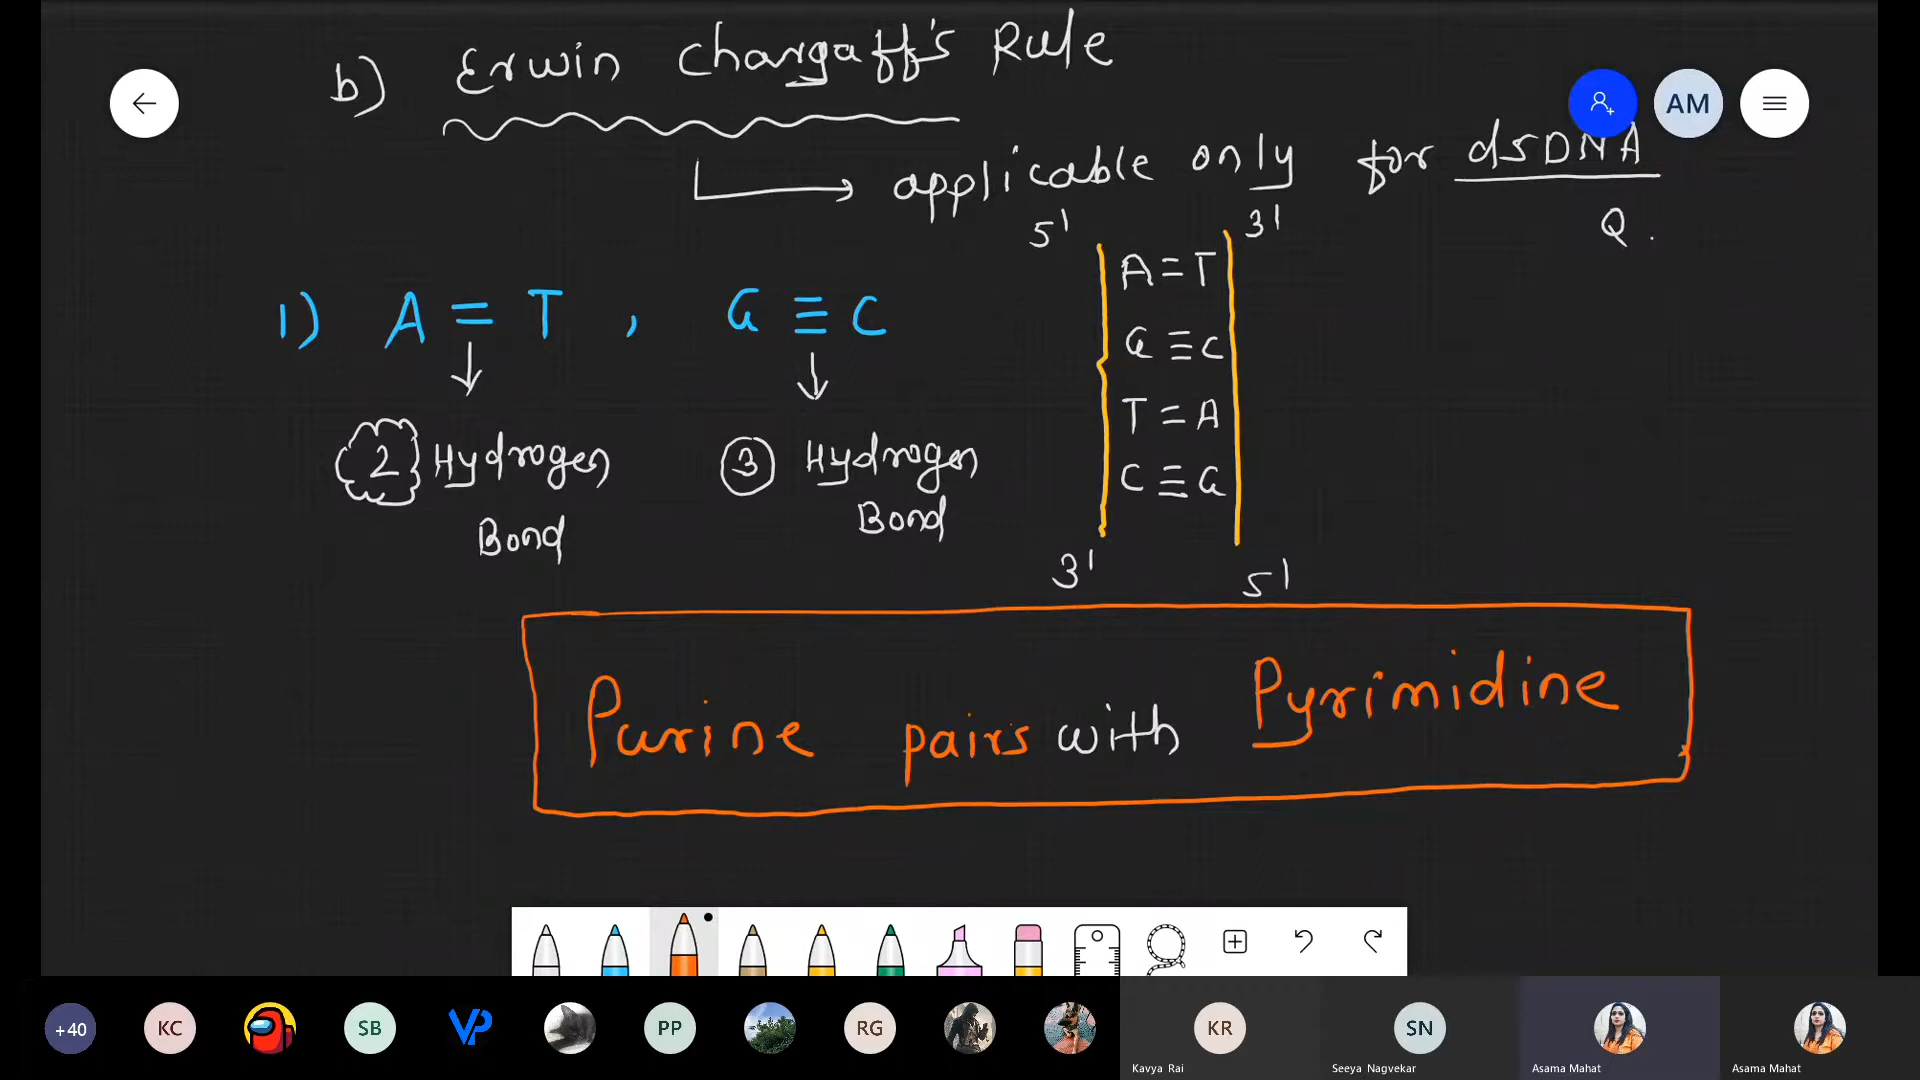 b) Erwin Chargaff's Rule
AM
applicable only for dsDNA
Q.
5' 3'
1) A = T , G ≡ C
A = T
G ≡ C
T = A
C ≡ G
2 Hydrogen Bond
3 Hydrogen Bond
3' 5'
Purine pairs with Pyrimidine
+40
KC
SB
VP
PP
RG
KR
SN
Kavya Rai
Seeya Nagvekar
Asama Mahat
Asama Mahat